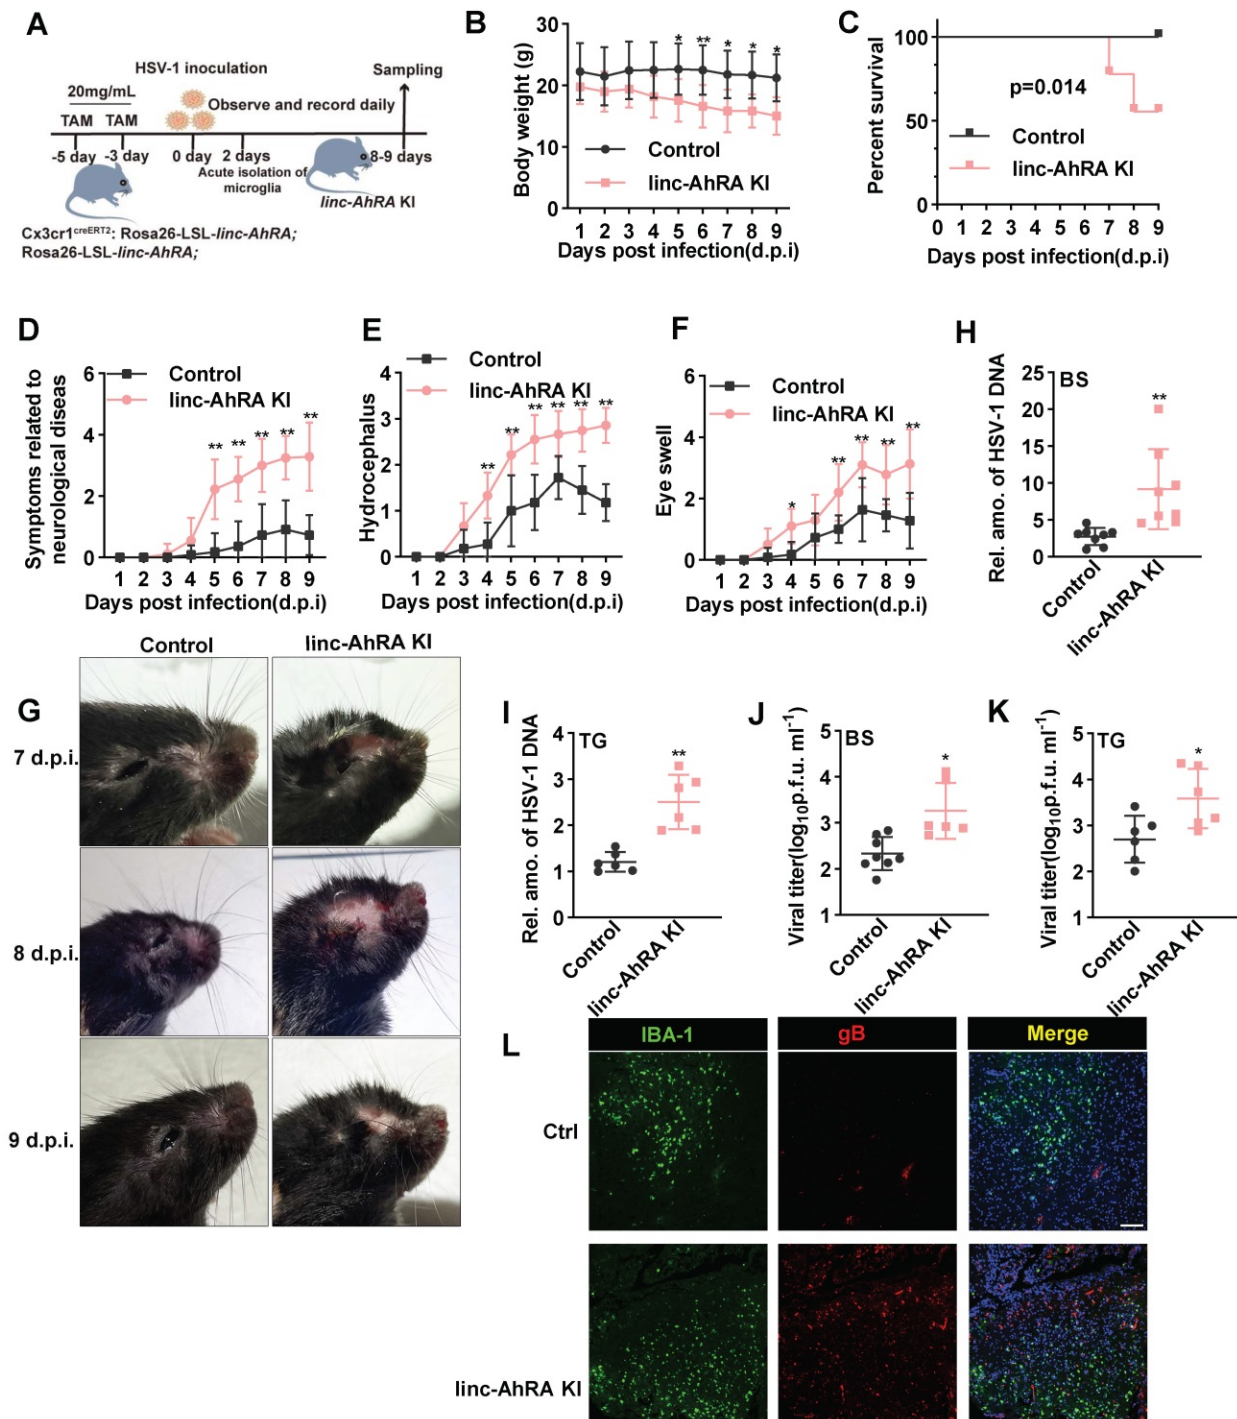 A
HSV-1 inoculation
Sampling
20mg/mL
Observe and record daily
TAM TAM
-5 day -3 day 0 day 2 days 8-9 days
Acute isolation of
microglia
linc-AhRA KI
Cx3cr1creERT2: Rosa26-LSL-linc-AhRA;
Rosa26-LSL-linc-AhRA;
B
Body weight (g)
30
20
10
0
* ** * * *
Control
linc-AhRA KI
1 2 3 4 5 6 7 8 9
Days post infection(d.p.i)
C
Percent survival
100
50
0
p=0.014
Control
linc-AhRA KI
0 1 2 3 4 5 6 7 8 9
Days post infection(d.p.i)
D
Symptoms related to
neurological disease
6
4
2
0
Control
linc-AhRA KI
** ** ** ** **
1 2 3 4 5 6 7 8 9
Days post infection(d.p.i)
E
Hydrocephalus
4
3
2
1
0
Control
linc-AhRA KI
** ** ** ** ** **
1 2 3 4 5 6 7 8 9
Days post infection(d.p.i)
F
Eye swell
6
4
2
0
Control
linc-AhRA KI
* ** ** ** **
1 2 3 4 5 6 7 8 9
Days post infection(d.p.i)
H
Rel. amo. of HSV-1 DNA
25
20
15
10
5
0
BS
**
Control
linc-AhRA KI
G
Control linc-AhRA KI
7 d.p.i.
8 d.p.i.
9 d.p.i.
I
Rel. amo. of HSV-1 DNA
4
3
2
1
0
TG
**
Control
linc-AhRA KI
J
Viral titer(log10p.f.u. ml-1)
5
4
3
2
1
BS
*
Control
linc-AhRA KI
K
Viral titer(log10p.f.u. ml-1)
5
4
3
2
1
TG
*
Control
linc-AhRA KI
L
IBA-1 gB Merge
Ctrl
linc-AhRA KI